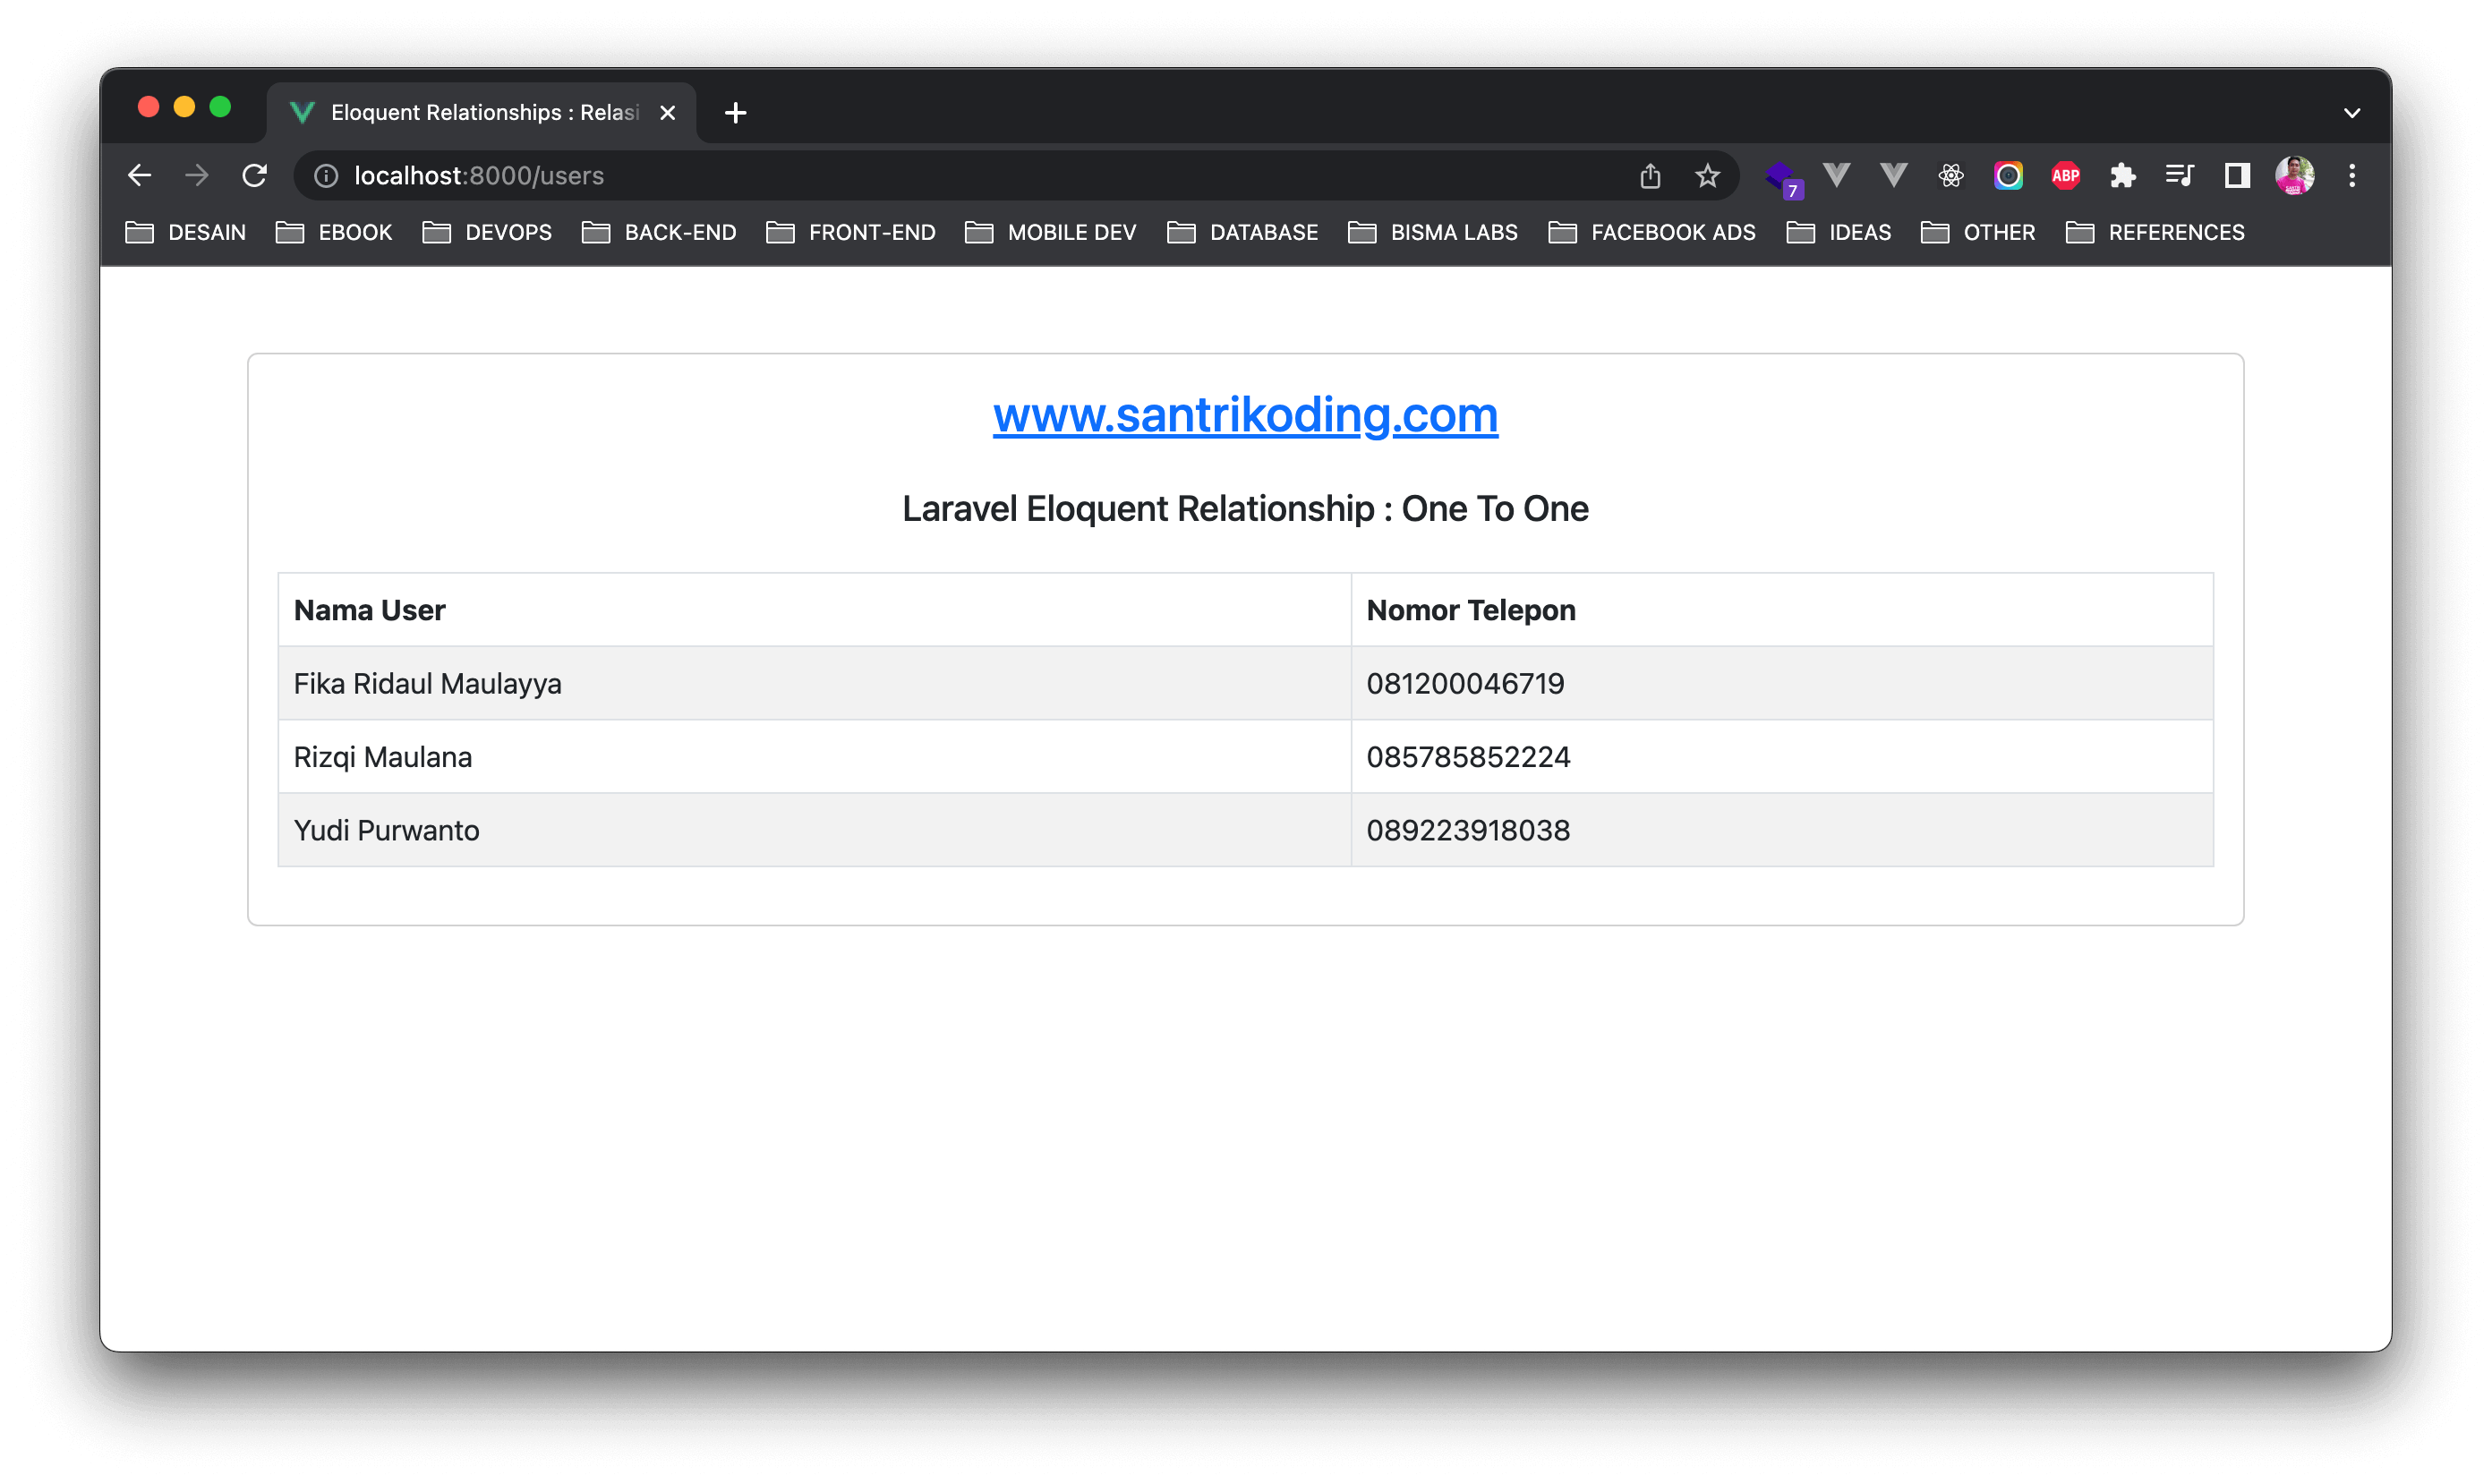 Eloquent Relationships : Relasi
localhost:8000/users
7
ABP
DESAIN EBOOK DEVOPS BACK-END FRONT-END MOBILE DEV DATABASE BISMA LABS FACEBOOK ADS IDEAS OTHER REFERENCES
www.santrikoding.com
Laravel Eloquent Relationship : One To One
Nama User Nomor Telepon
Fika Ridaul Maulayya 081200046719
Rizqi Maulana 085785852224
Yudi Purwanto 089223918038